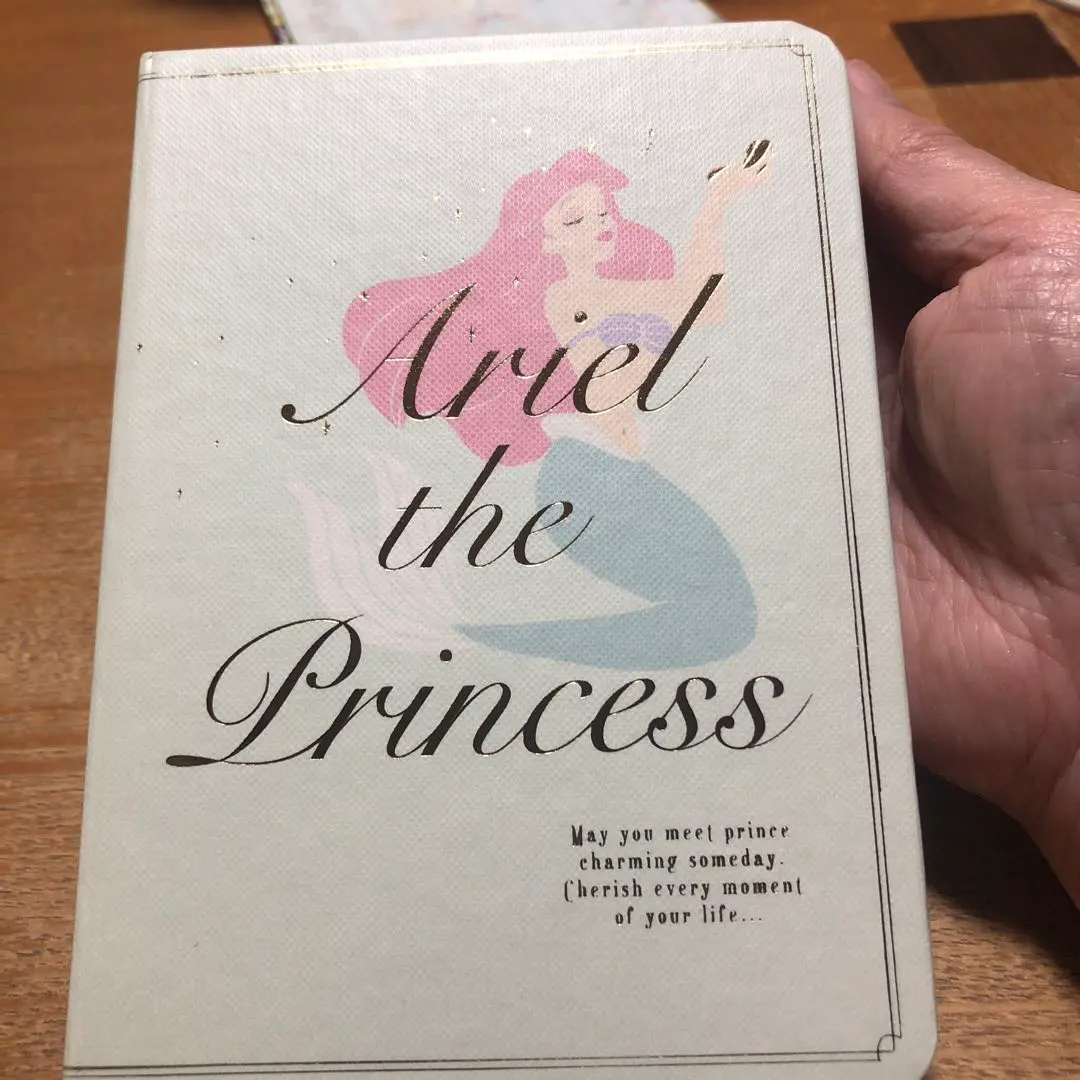 Ariel
the
Princess
May you meet prince
charming someday.
Cherish every moment
of your life...